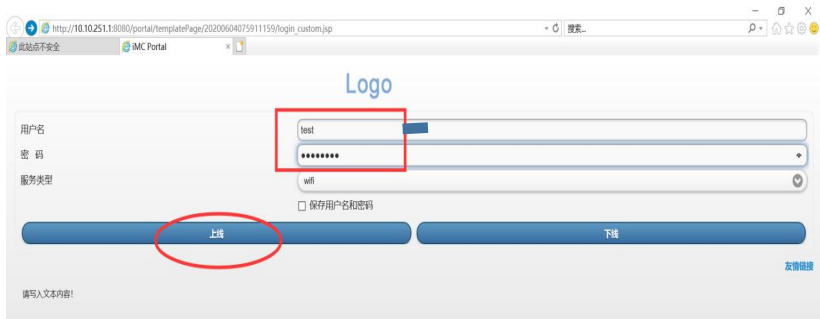 http://10.10.251.1:8080/portal/templatePage/20200604075911159/login_custom.jsp
搜索...
此站点不安全
iMC Portal
Logo
用户名
test
密 码
••••••••
服务类型
wifi
保存用户名和密码
上线
下线
友情链接
请写入文本内容!